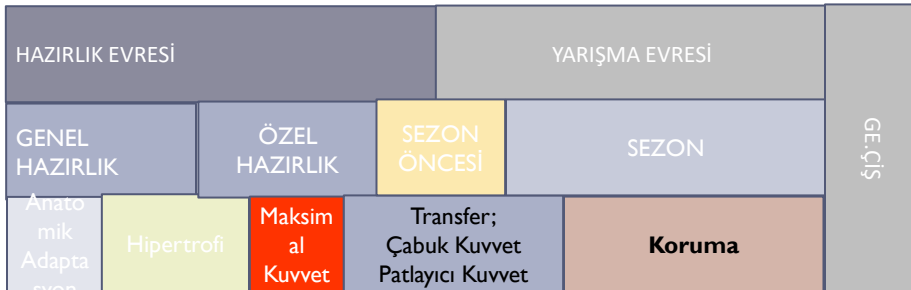 HAZIRLIK EVRESİ
YARIŞMA EVRESİ
GENEL
HAZIRLIK
ÖZEL
HAZIRLIK
SEZON
ÖNCESİ
SEZON
GE.ÇİŞ
Anato
mik
Adapta
syon
Hipertrofi
Maksim
al
Kuvvet
Transfer;
Çabuk Kuvvet
Patlayıcı Kuvvet
Koruma